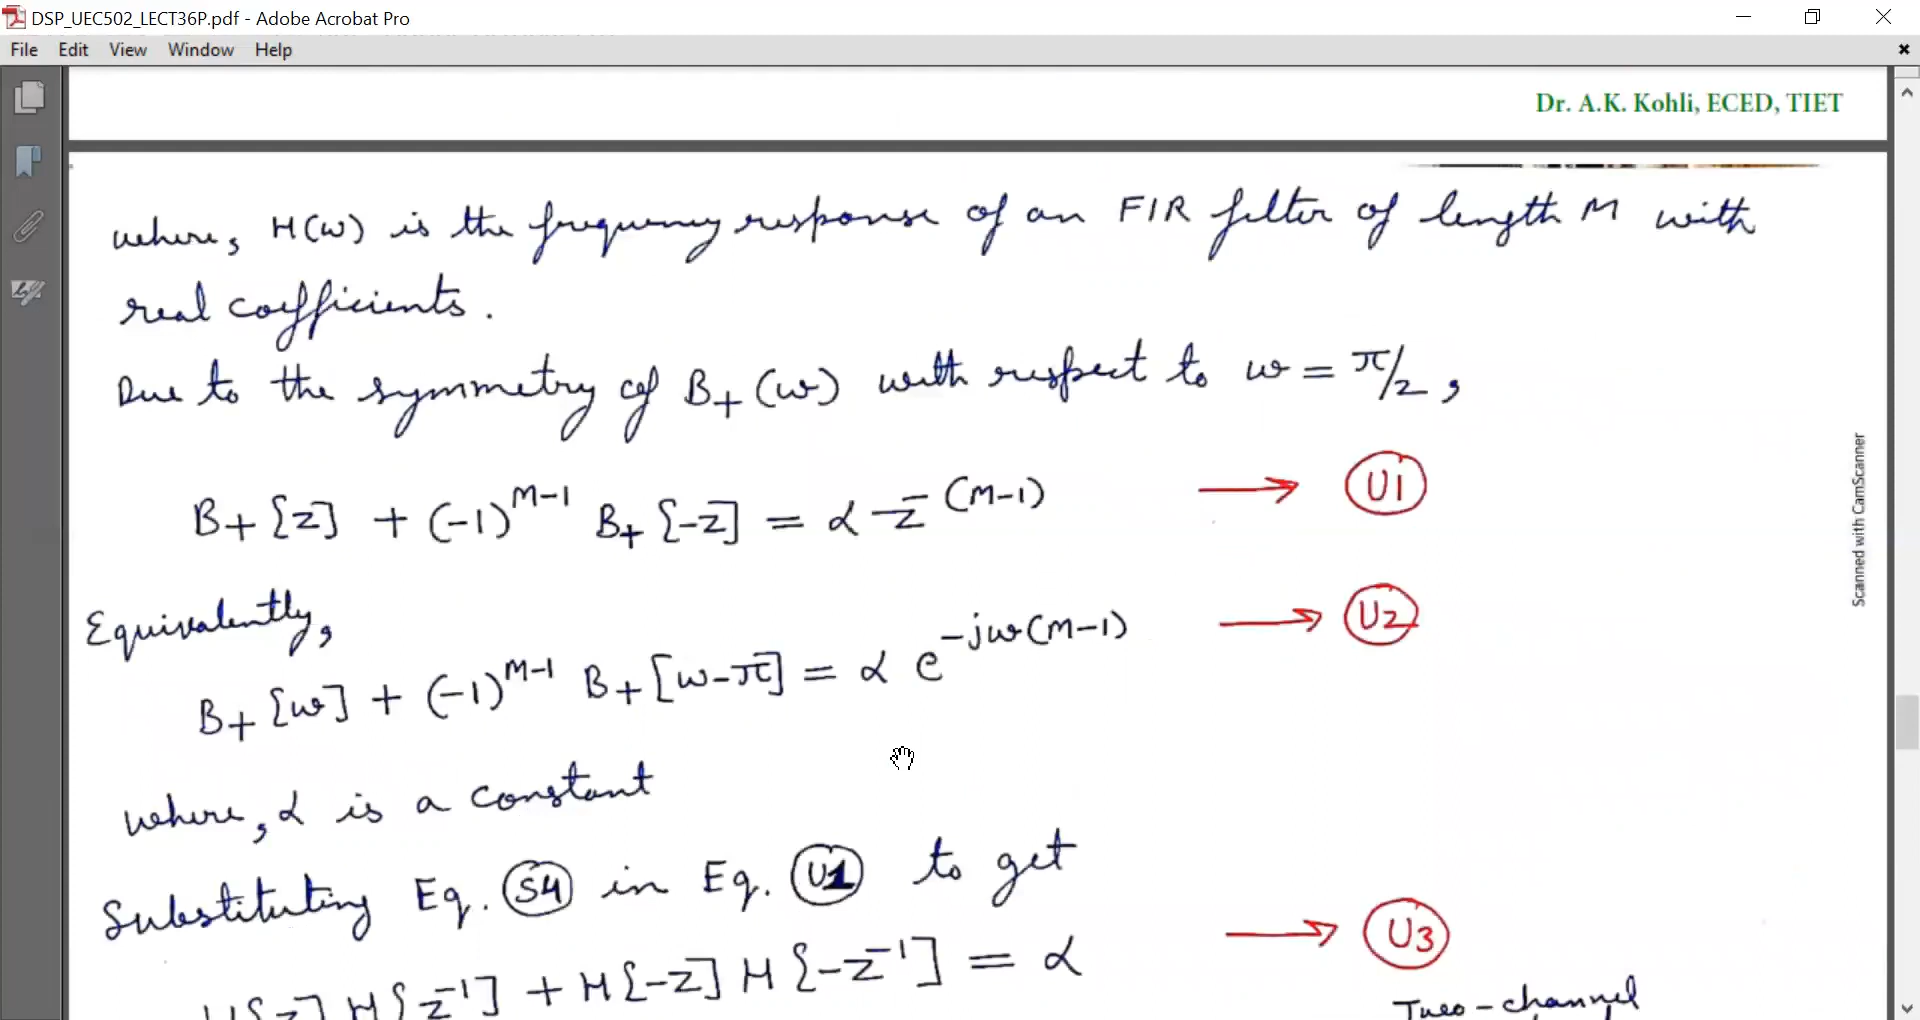 DSP_UEC502_LECT36P.pdf - Adobe Acrobat Pro
File Edit View Window Help
Dr. A.K. Kohli, ECED, TIET
where, H(w) is the frequency response of an FIR filter of length M with
real coefficients.
Due to the symmetry of B+(w) with respect to w = π/2,
B+[z] + (-1)^{M-1} B+[-z] = α z^{-(M-1)} → U1
Equivalently,
B+[w] + (-1)^{M-1} B+[w-π] = α e^{-jw(M-1)} → U2
where, α is a constant
Substituting Eq. S4 in Eq. U1 to get
H[z] H[z^{-1}] + H[-z] H[-z^{-1}] = α → U3
Two-channel
Scanned with CamScanner